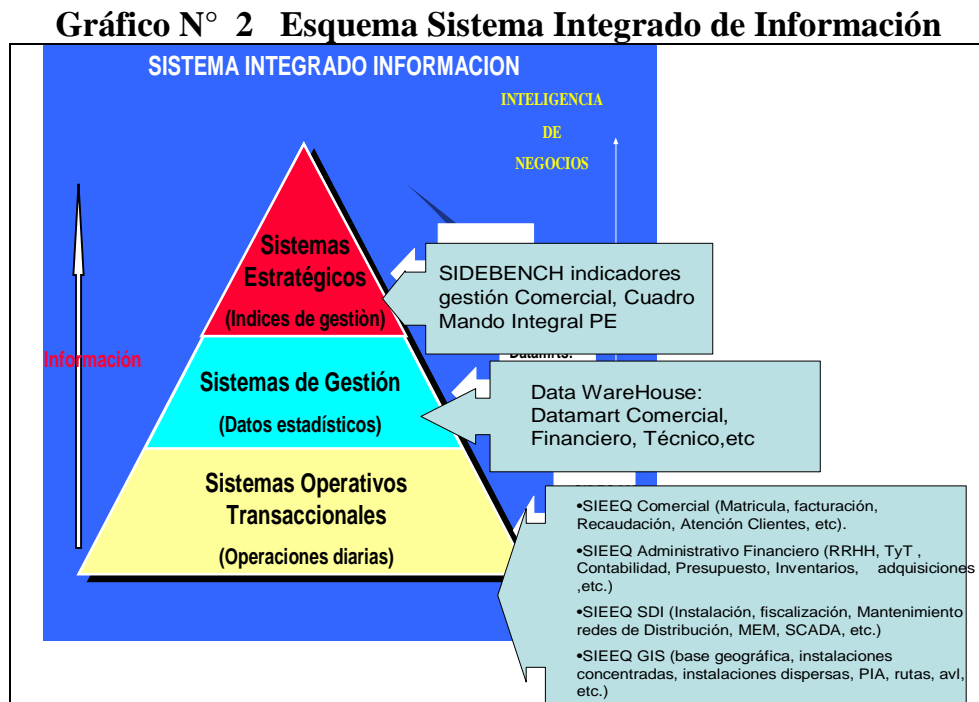 Gráfico N° 2 Esquema Sistema Integrado de Información
SISTEMA INTEGRADO INFORMACION
INTELIGENCIA
DE
NEGOCIOS
Sistemas
Estratégicos
(Indices de gestiòn)
SIDEBENCH indicadores
gestión Comercial, Cuadro
Mando Integral PE
Información
Sistemas de Gestión
(Datos estadísticos)
Data WareHouse:
Datamart Comercial,
Financiero, Técnico,etc
Sistemas Operativos
Transaccionales
(Operaciones diarias)
•SIEEQ Comercial (Matricula, facturación,
Recaudación, Atención Clientes, etc).
•SIEEQ Administrativo Financiero (RRHH, TyT ,
Contabilidad, Presupuesto, Inventarios, adquisiciones
,etc.)
•SIEEQ SDI (Instalación, fiscalización, Mantenimiento
redes de Distribución, MEM, SCADA, etc.)
•SIEEQ GIS (base geográfica, instalaciones
concentradas, instalaciones dispersas, PIA, rutas, avl,
etc.)